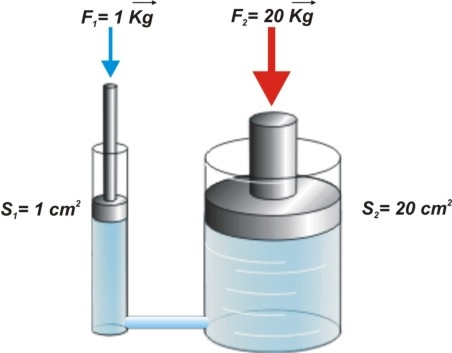 F₁= 1 Kg
F₂= 20 Kg
S₁= 1 cm²
S₂= 20 cm²